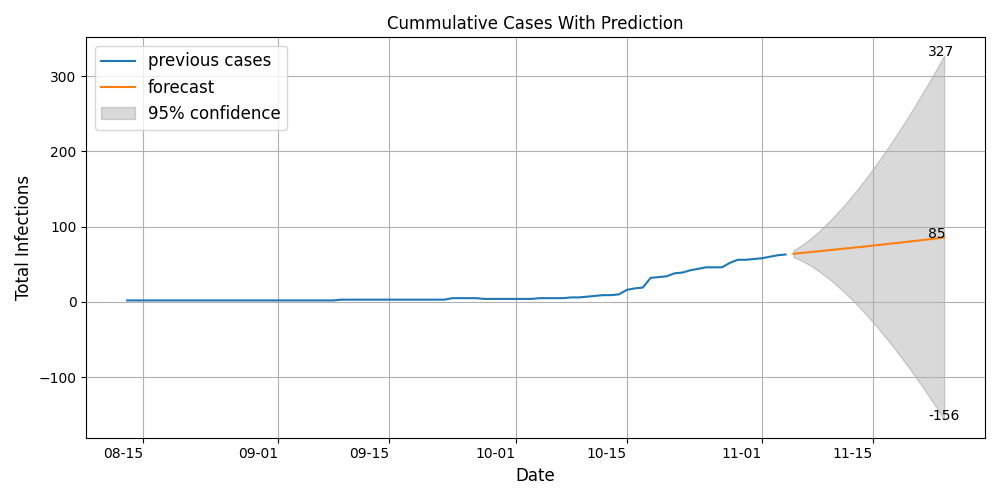 Cummulative Cases With Prediction
previous cases
forecast
95% confidence
327
85
-156
300
200
100
0
−100
Total Infections
08-15
09-01
09-15
10-01
10-15
11-01
11-15
Date